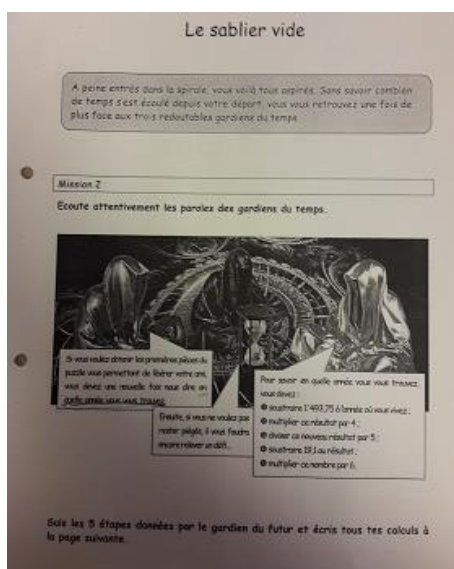 Le sablier vide
A peine entrés dans la spirale, vous voilà tous aspirés. Sans savoir combien
de temps s'est écoulé depuis votre départ, vous vous retrouvez une fois de
plus face aux trois redoutables gardiens du temps.
Mission 2
Ecoute attentivement les paroles des gardiens du temps.
Si vous voulez obtenir les premières pièces du
puzzle vous permettant de libérer votre ami,
vous devez une nouvelle fois nous dire en
quelle année vous vous trouvez.
Ensuite, si vous ne voulez pas
rester piégés, il vous faudra
encore relever un défi...
Pour savoir en quelle année vous vous trouvez,
vous devez :
soustraire 1'493,75 à l'année où vous vivez ;
multiplier ce résultat par 4 ;
diviser ce nouveau résultat par 5 ;
soustraire 19,1 au résultat ;
multiplier ce nombre par 6.
Suis les 5 étapes données par le gardien du futur et écris tous tes calculs à
la page suivante.